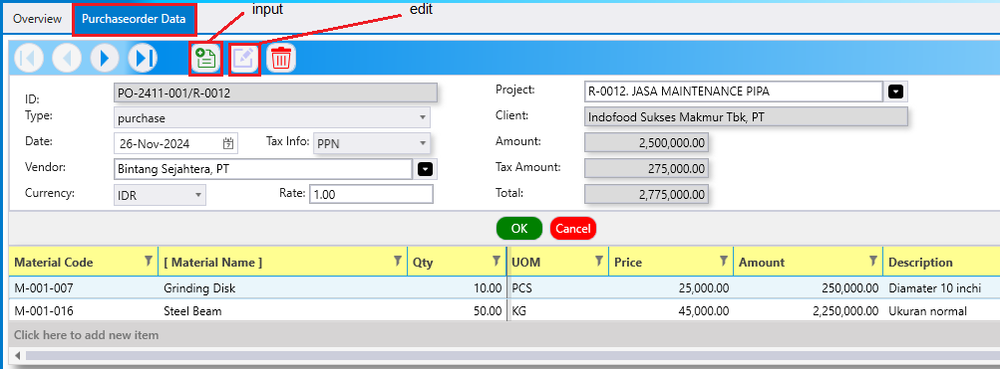 input edit
Overview Purchaseorder Data
ID: PO-2411-001/R-0012 Project: R-0012. JASA MAINTENANCE PIPA
Type: purchase Client: Indofood Sukses Makmur Tbk, PT
Date: 26-Nov-2024 Tax Info: PPN Amount: 2,500,000.00
Vendor: Bintang Sejahtera, PT Tax Amount: 275,000.00
Currency: IDR Rate: 1.00 Total: 2,775,000.00
OK Cancel
Material Code [ Material Name ] Qty UOM Price Amount Description
M-001-007 Grinding Disk 10.00 PCS 25,000.00 250,000.00 Diamater 10 inchi
M-001-016 Steel Beam 50.00 KG 45,000.00 2,250,000.00 Ukuran normal
Click here to add new item